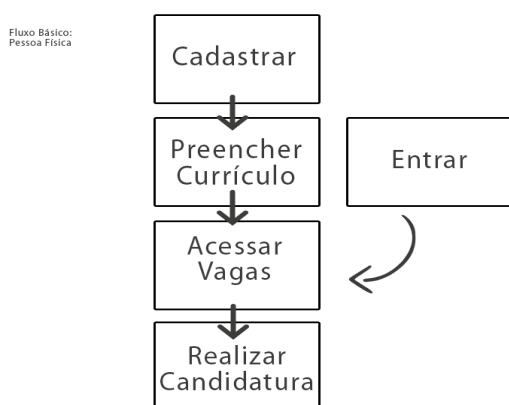 Fluxo Básico:
Pessoa Física
Cadastrar
Preencher
Currículo
Entrar
Acessar
Vagas
Realizar
Candidatura